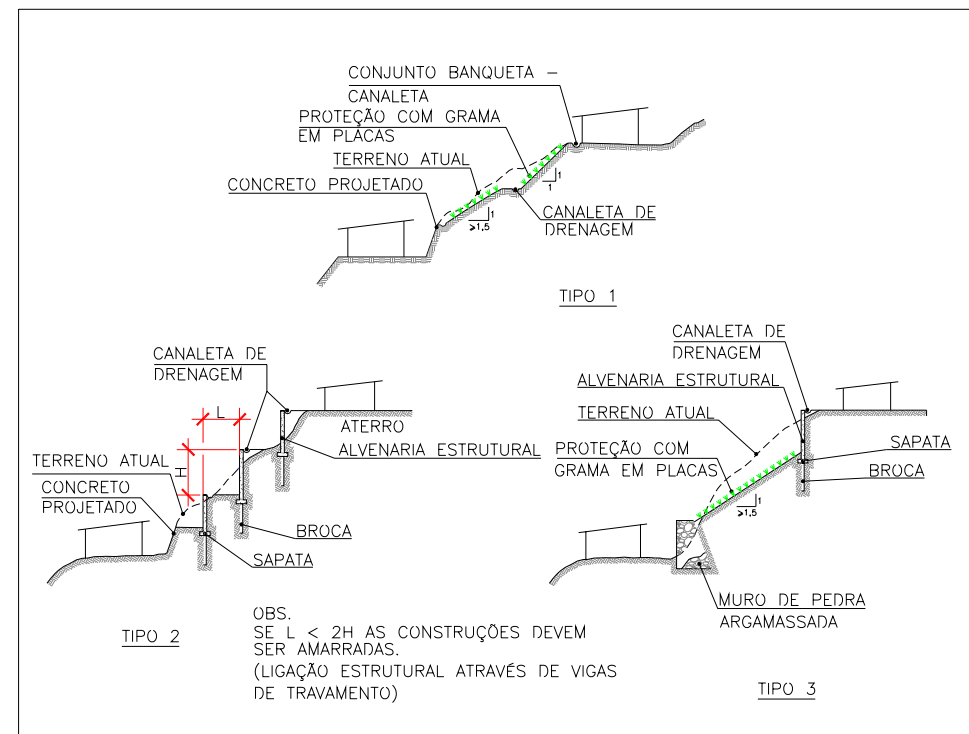 CONJUNTO BANQUETA –
CANALETA
PROTEÇÃO COM GRAMA
EM PLACAS
TERRENO ATUAL
CONCRETO PROJETADO
1
1
1
≥1,5
CANALETA DE
DRENAGEM
TIPO 1
CANALETA DE
DRENAGEM
L
ATERRO
ALVENARIA ESTRUTURAL
TERRENO ATUAL
H
CONCRETO
PROJETADO
BROCA
SAPATA
TIPO 2
OBS.
SE L < 2H AS CONSTRUÇÕES DEVEM
SER AMARRADAS.
(LIGAÇÃO ESTRUTURAL ATRAVÉS DE VIGAS
DE TRAVAMENTO)
CANALETA DE
DRENAGEM
ALVENARIA ESTRUTURAL
TERRENO ATUAL
PROTEÇÃO COM
GRAMA EM PLACAS
SAPATA
BROCA
1
≥1,5
MURO DE PEDRA
ARGAMASSADA
TIPO 3